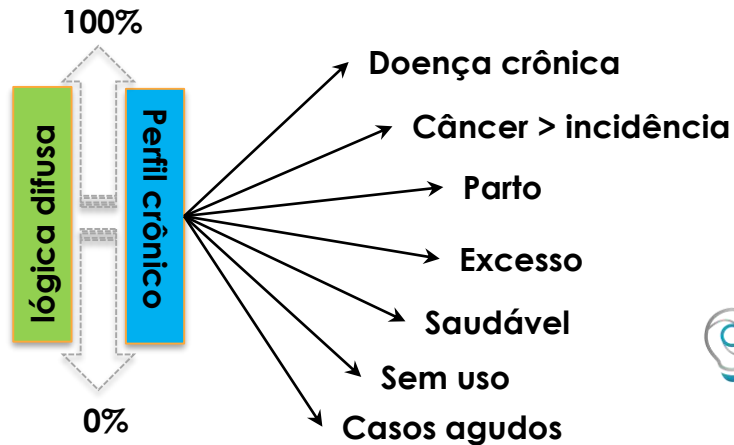 100%
lógica difusa
Perfil crônico
0%
Doença crônica
Câncer > incidência
Parto
Excesso
Saudável
Sem uso
Casos agudos